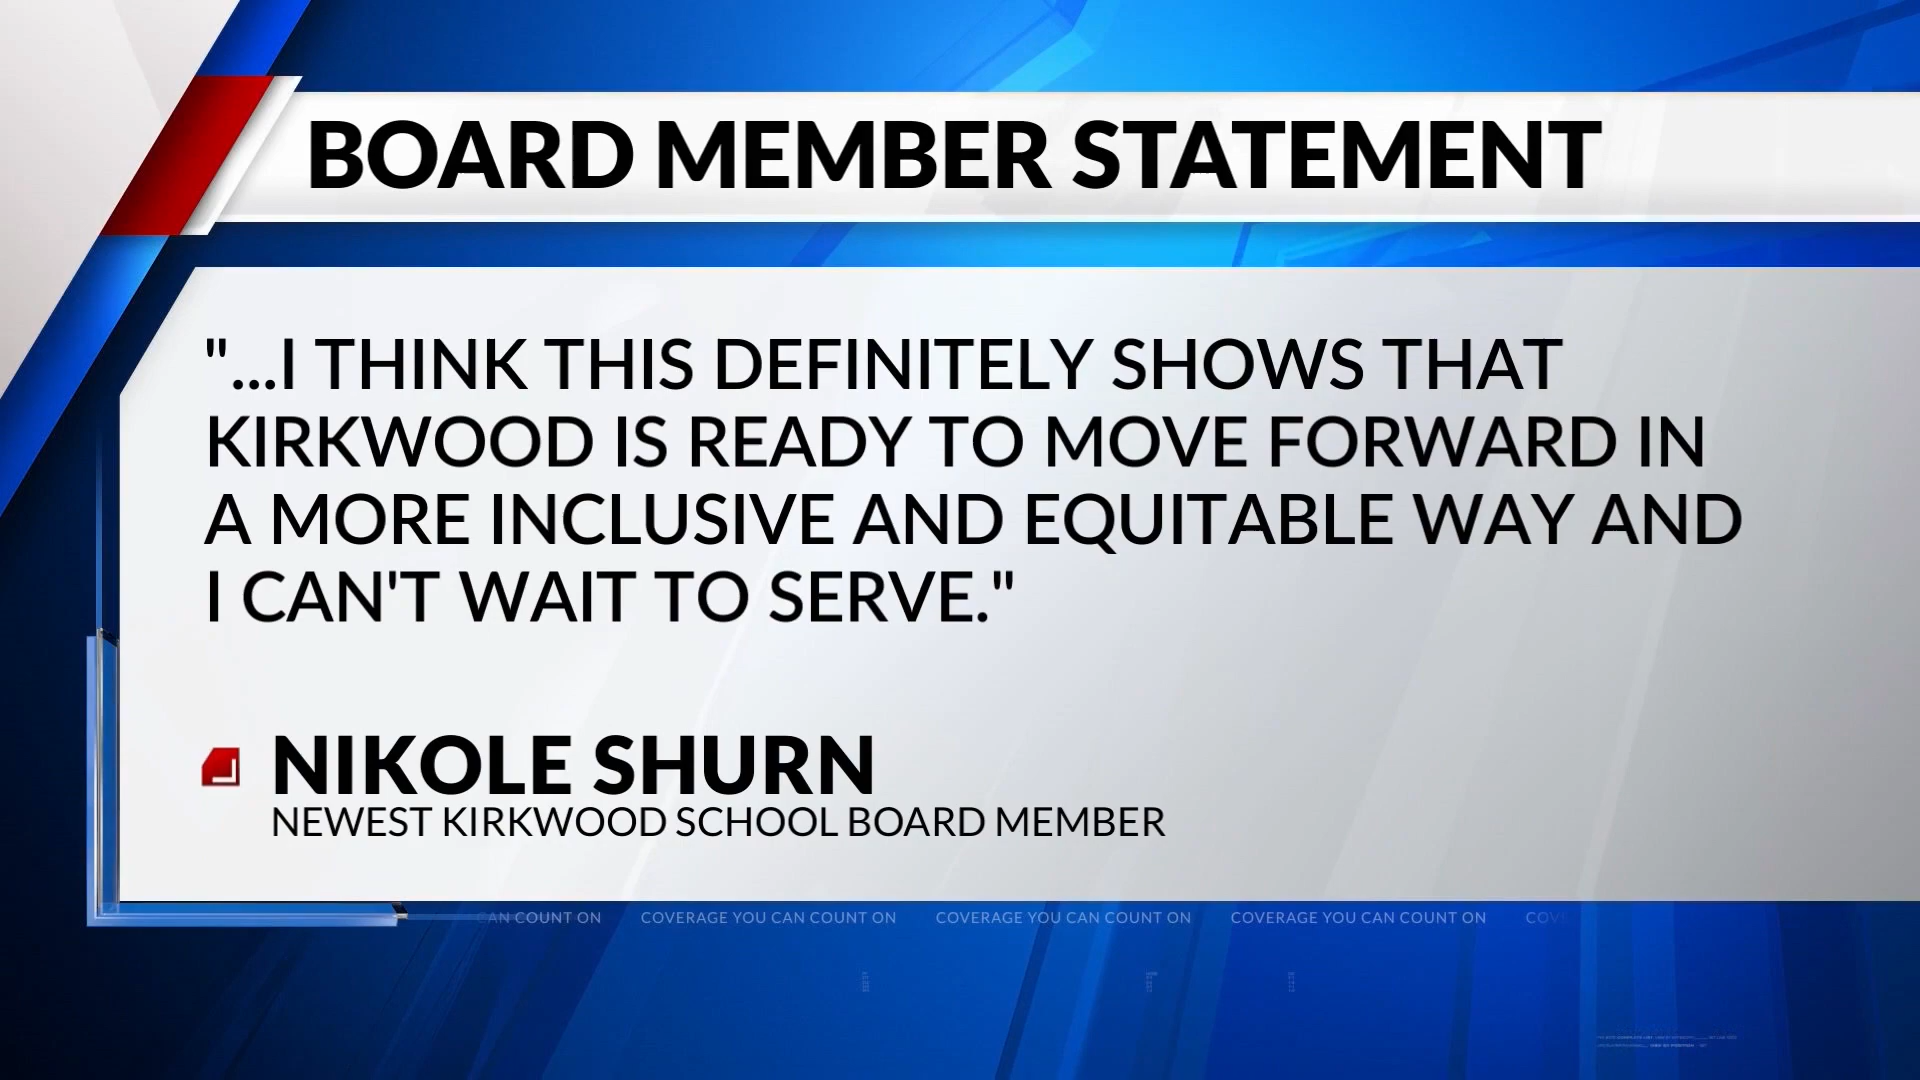 BOARD MEMBER STATEMENT
"...I THINK THIS DEFINITELY SHOWS THAT
KIRKWOOD IS READY TO MOVE FORWARD IN
A MORE INCLUSIVE AND EQUITABLE WAY AND
I CAN'T WAIT TO SERVE."
NIKOLE SHURN
NEWEST KIRKWOOD SCHOOL BOARD MEMBER
CAN COUNT ON COVERAGE YOU CAN COUNT ON COVERAGE YOU CAN COUNT ON COVERAGE YOU CAN COUNT ON COV